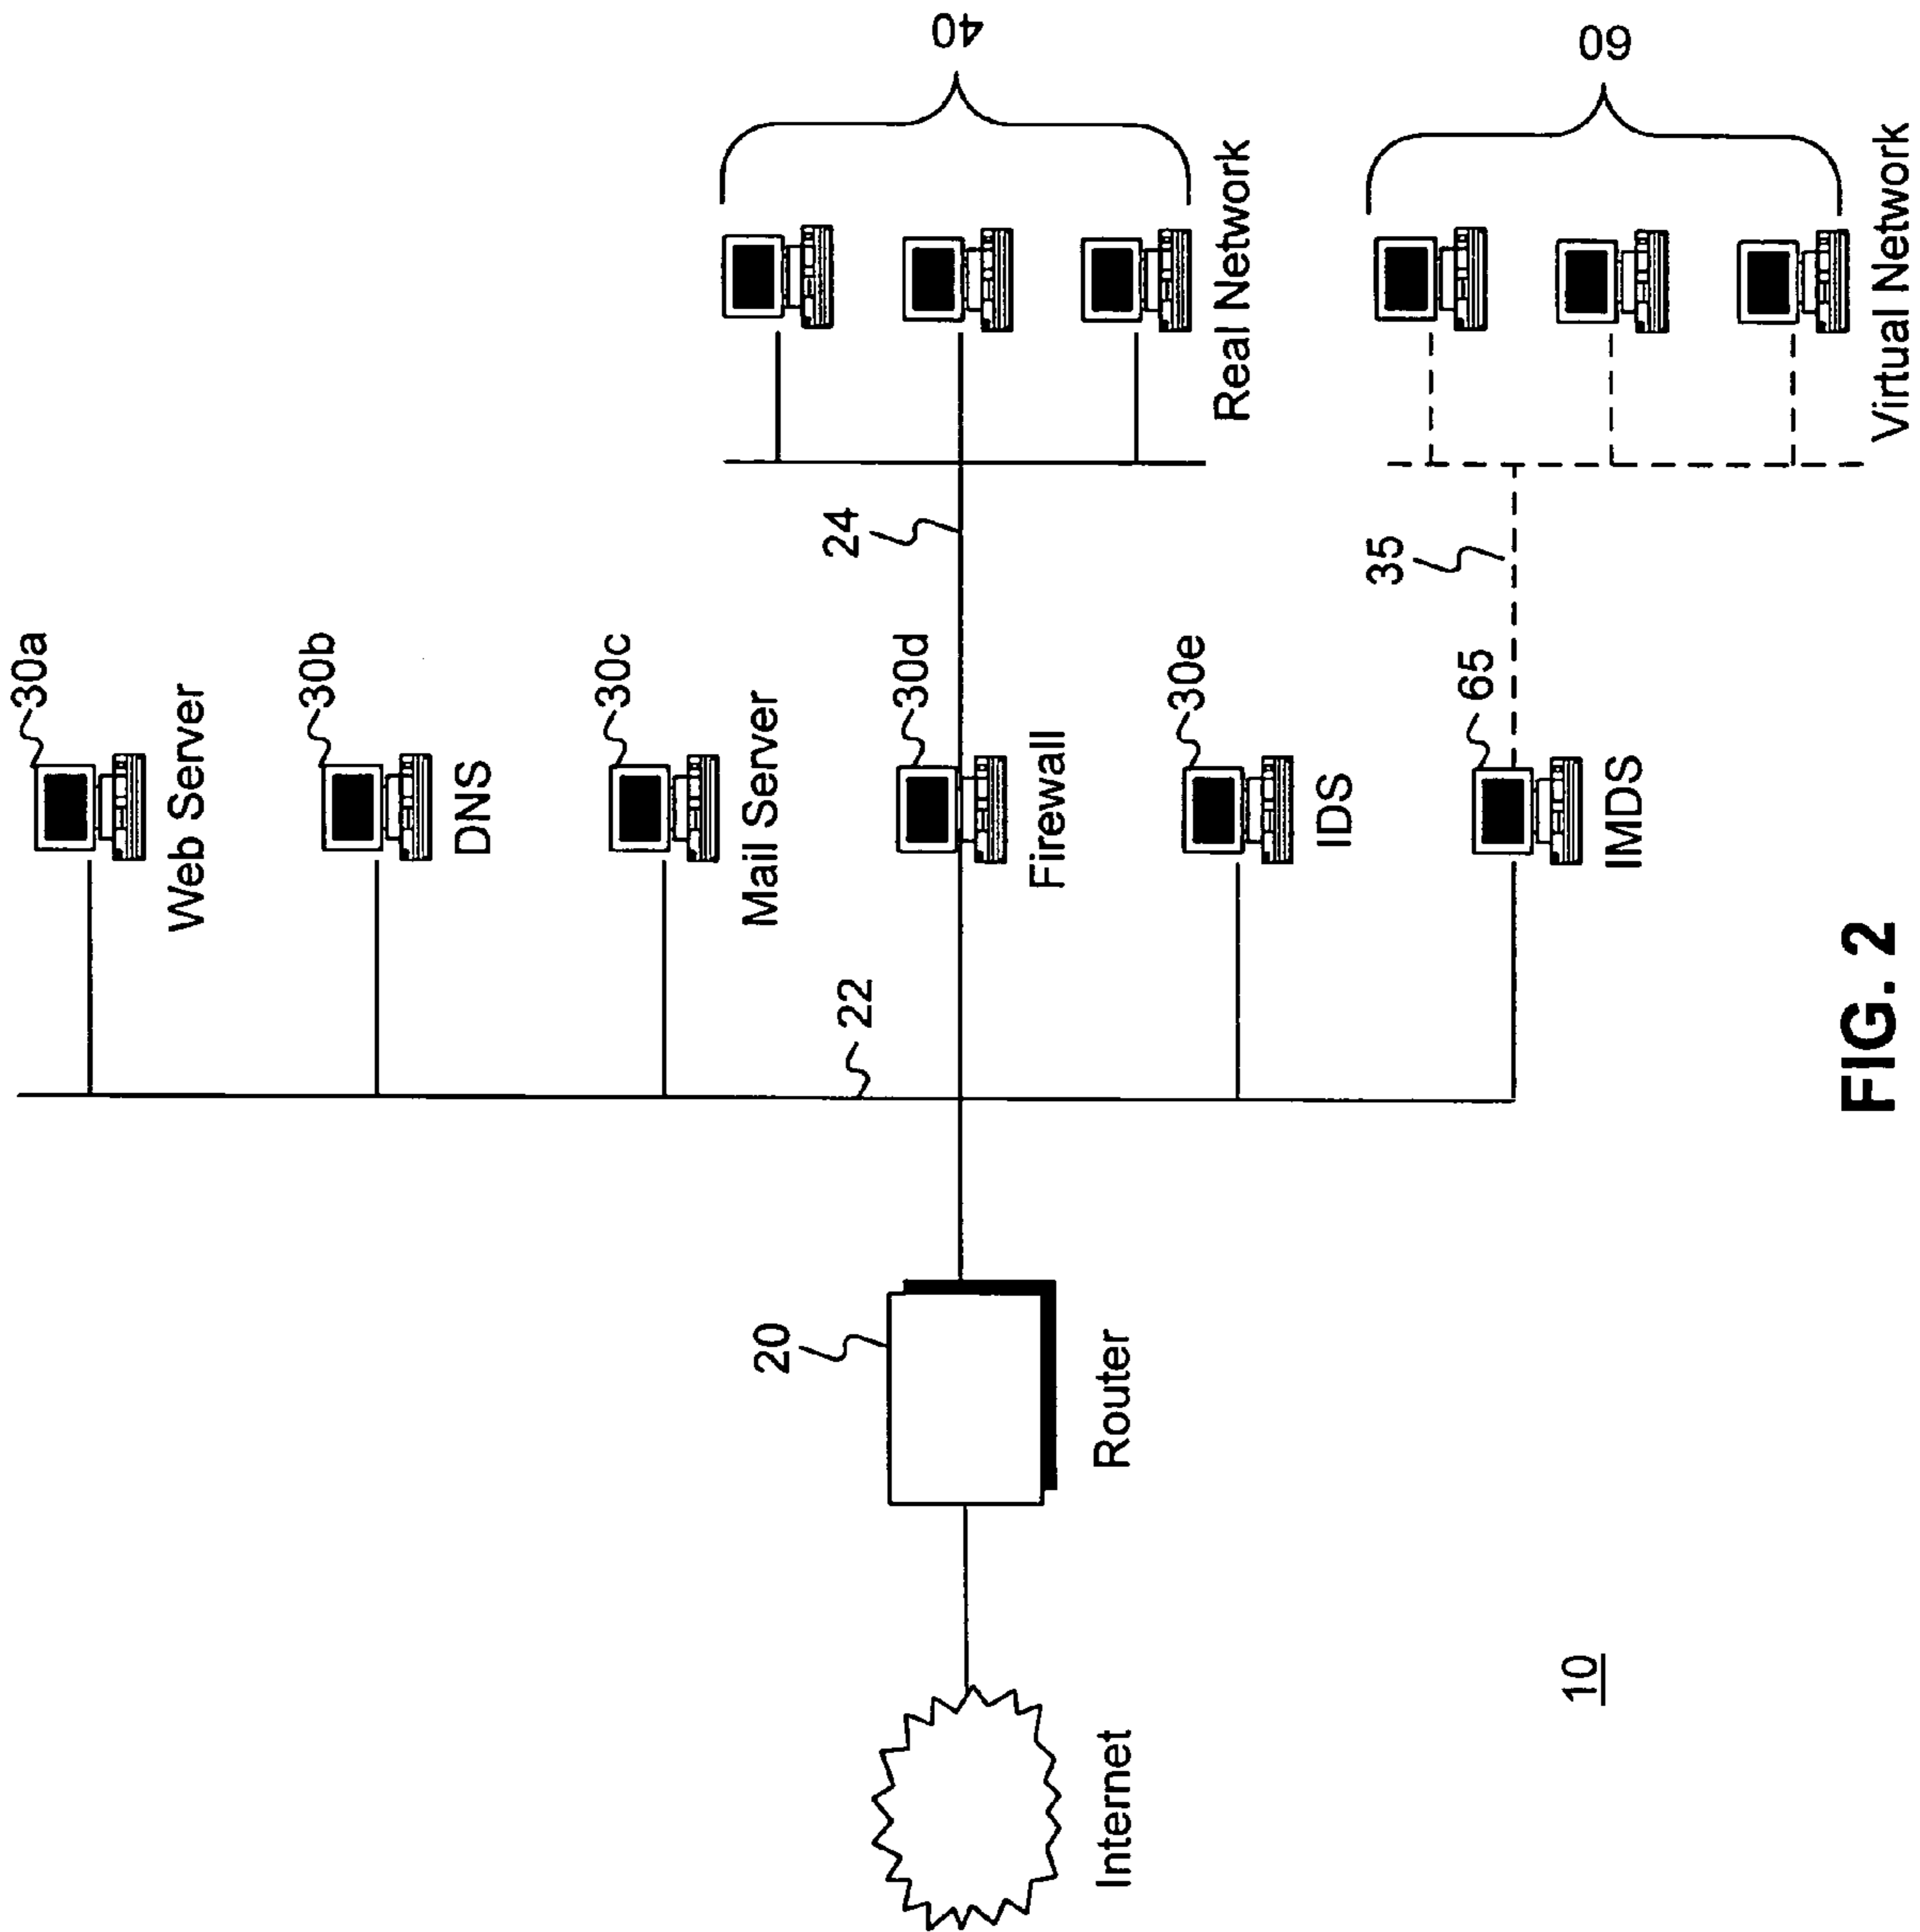 30a
Web Server
30b
DNS
30c
Mail Server
20
22
24
30d
40
Firewall
Internet
Router
30e
Real Network
IDS
35
65
10
60
IMDS
Virtual Network
FIG. 2